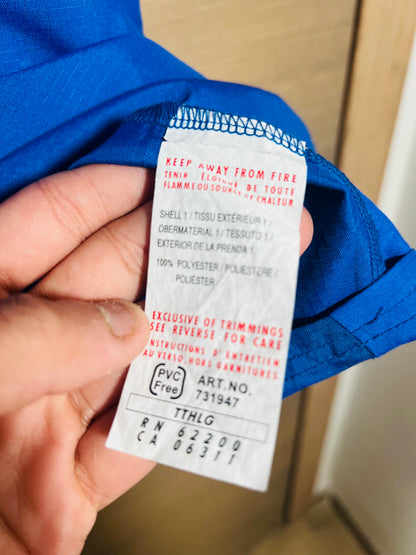 KEEP AWAY FROM FIRE
TENIR ÉLOIGNÉ DE TOUTE
FLAMME OU SOURCE DE CHALEUR
SHELL 1 / TISSU EXTÉRIEUR 1 /
OBERMATERIAL 1 / TESSUTO 1 /
EXTERIOR DE LA PRENDA 1
100% POLYESTER / POLIESTERE /
POLIÉSTER
EXCLUSIVE OF TRIMMINGS
SEE REVERSE FOR CARE
INSTRUCTIONS D'ENTRETIEN
AU VERSO, HORS GARNITURES
PVC Free
ART.NO.
731947
TTHLG
RN 62200
CA 06311